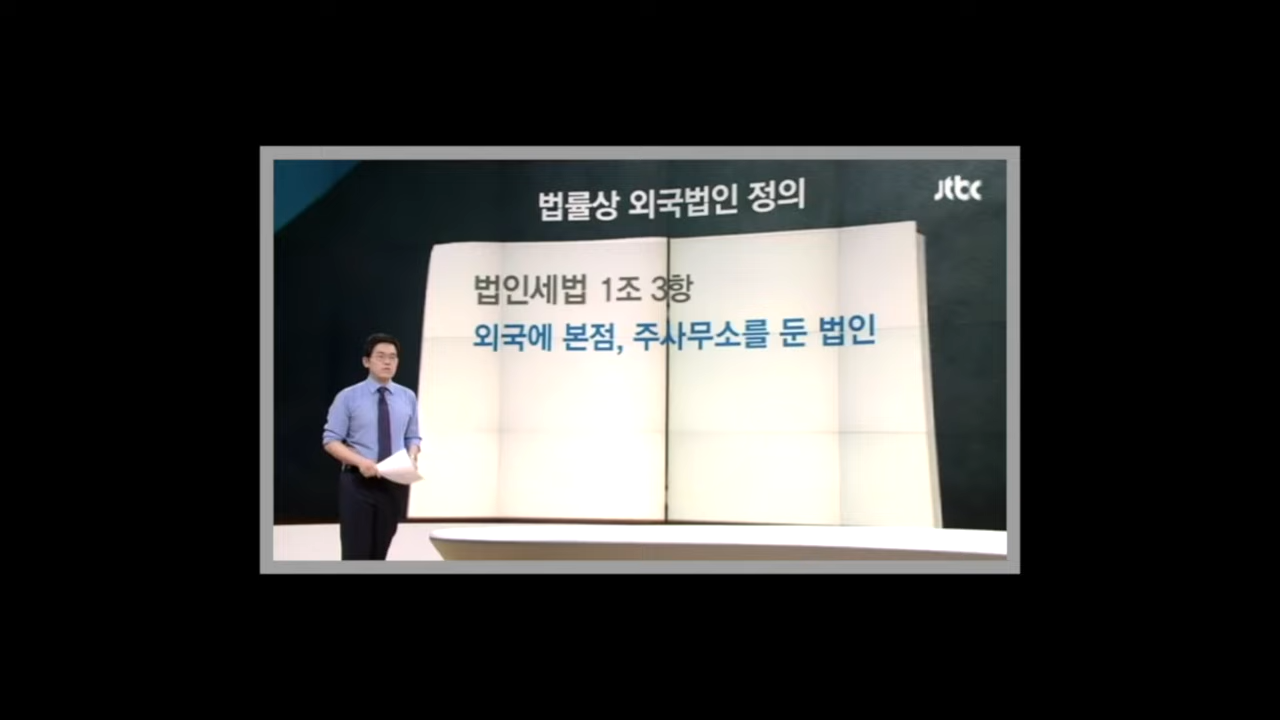 법률상 외국법인 정의
jtbc
법인세법 1조 3항
외국에 본점, 주사무소를 둔 법인